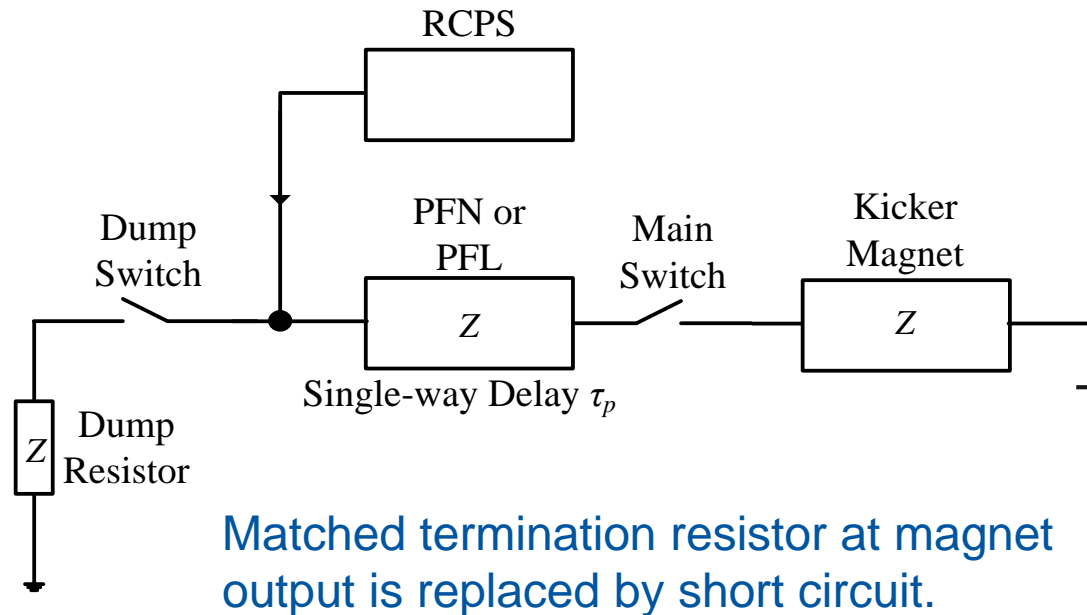 RCPS
Dump
Switch
PFN or
PFL
Main
Switch
Kicker
Magnet
Z
Z
Single-way Delay τp
Z
Dump
Resistor
Matched termination resistor at magnet
output is replaced by short circuit.